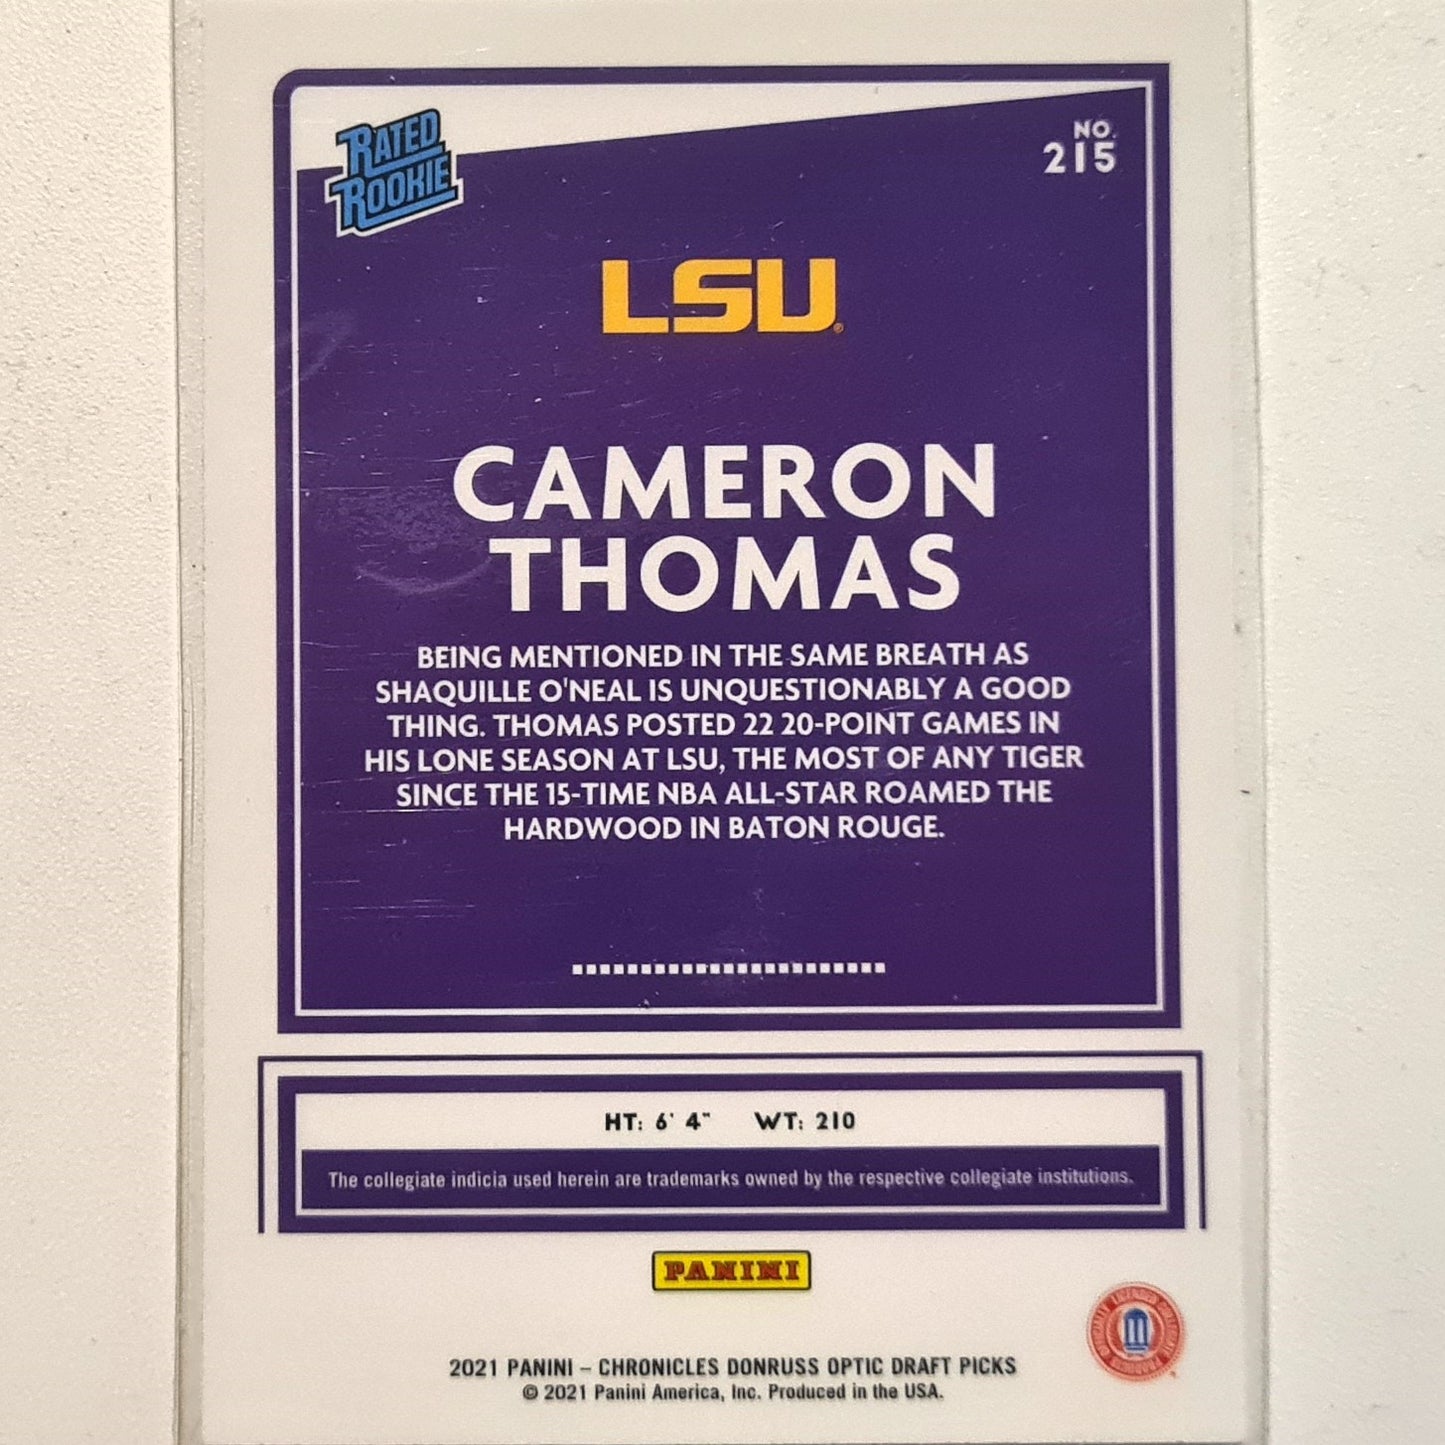 RATED
ROOKIE
NO.
215
LSU
CAMERON
THOMAS
BEING MENTIONED IN THE SAME BREATH AS
SHAQUILLE O'NEAL IS UNQUESTIONABLY A GOOD
THING. THOMAS POSTED 22 20-POINT GAMES IN
HIS LONE SEASON AT LSU, THE MOST OF ANY TIGER
SINCE THE 15-TIME NBA ALL-STAR ROAMED THE
HARDWOOD IN BATON ROUGE.
HT: 6' 4" WT: 210
The collegiate indicia used herein are trademarks owned by the respective collegiate institutions.
PANINI
OFFICIALLY LICENSED COLLEGIATE PRODUCTS
2021 PANINI – CHRONICLES DONRUSS OPTIC DRAFT PICKS
© 2021 Panini America, Inc. Produced in the USA.